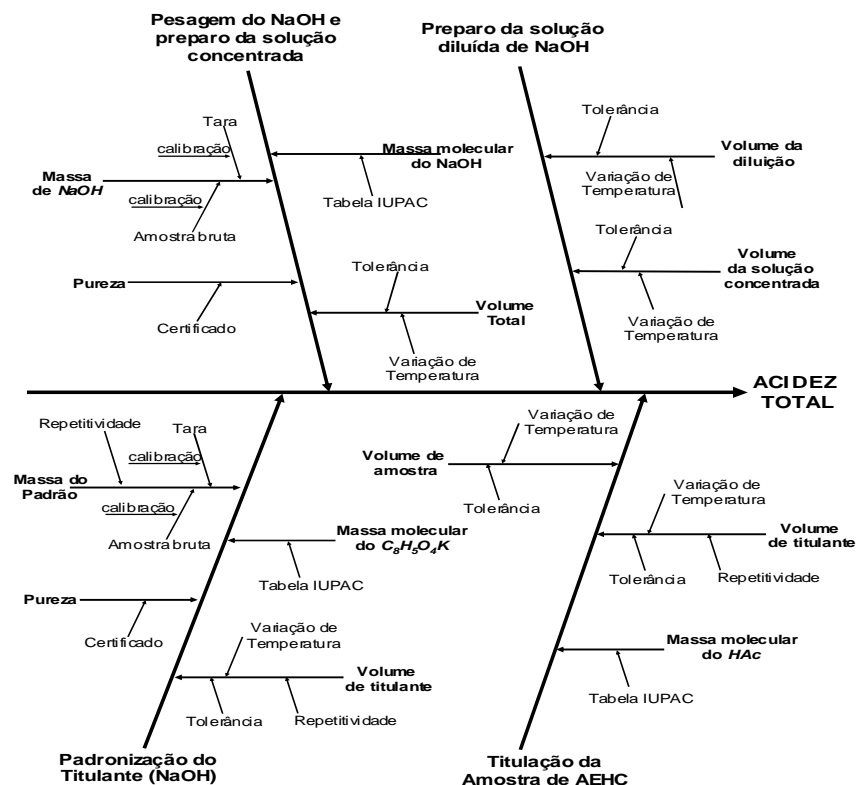 Pesagem do NaOH e
preparo da solução
concentrada
Preparo da solução
diluída de NaOH
Tara
calibração
Massa
de NaOH
calibração
Amostra bruta
Massa molecular
do NaOH
Tabela IUPAC
Pureza
Certificado
Tolerância
Volume
Total
Variação de
Temperatura
Tolerância
Volume da
diluição
Variação de
Temperatura
Tolerância
Volume
da solução
concentrada
Variação de
Temperatura
ACIDEZ
TOTAL
Repetitividade
Tara
calibração
Massa do
Padrão
calibração
Amostra bruta
Massa molecular
do C₈H₅O₄K
Tabela IUPAC
Pureza
Certificado
Variação de
Temperatura
Volume
de titulante
Tolerância
Repetitividade
Padronização do
Titulante (NaOH)
Variação de
Temperatura
Volume de
amostra
Tolerância
Variação de
Temperatura
Volume
de titulante
Tolerância
Repetitividade
Massa molecular
do HAc
Tabela IUPAC
Titulação da
Amostra de AEHC